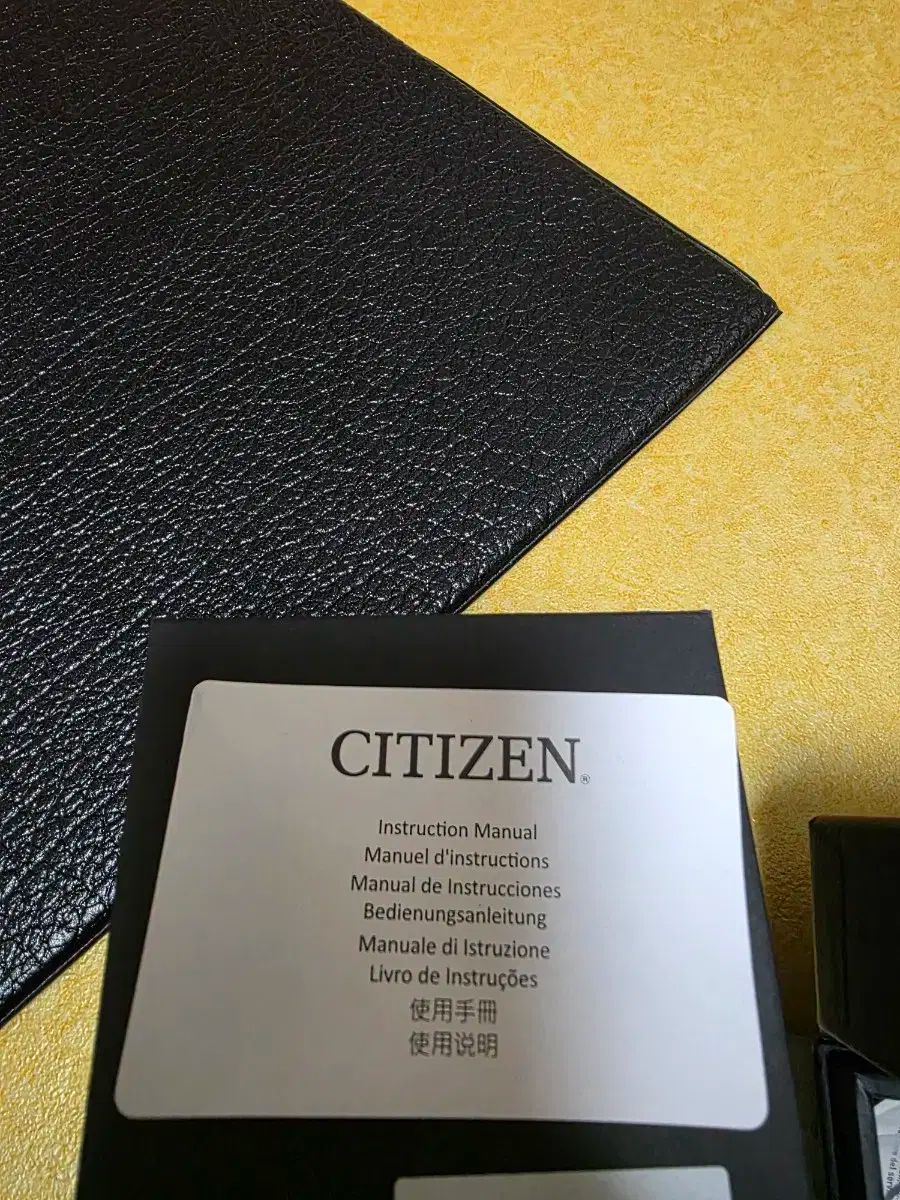 CITIZEN®
Instruction Manual
Manuel d'instructions
Manual de Instrucciones
Bedienungsanleitung
Manuale di Istruzione
Livro de Instruções
使用手冊
使用说明